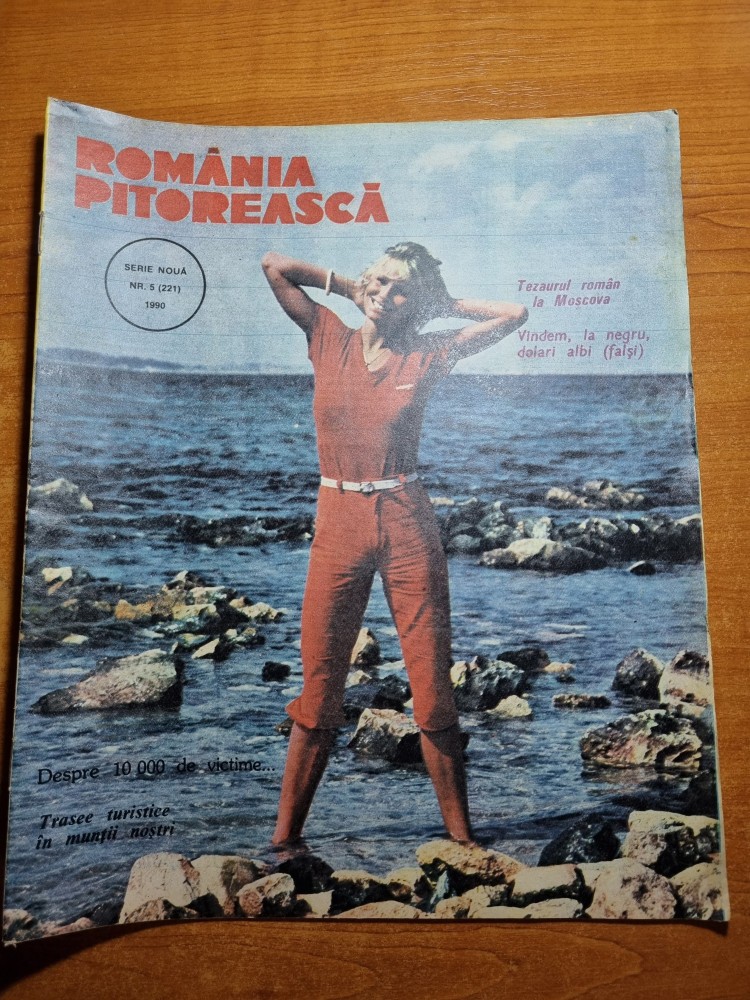 ROMÂNIA
PITOREASCĂ
SERIE NOUĂ
NR. 5 (221)
1990
Tezaurul român
la Moscova
Vindem, la negru,
dolari albi (falși)
Despre 10 000 de victime...
Trasee turistice
în munții noștri